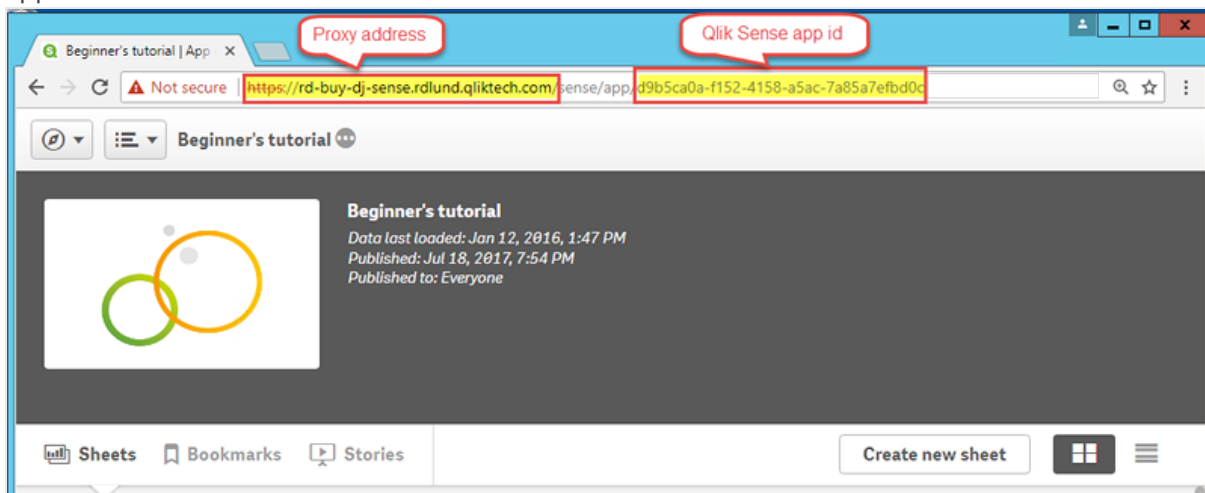 Beginner's tutorial | App
Proxy address
Qlik Sense app id
Not secure | https://rd-buy-dj-sense.rdlund.qliktech.com/sense/app/d9b5ca0a-f152-4158-a5ac-7a85a7efbd0c
Beginner's tutorial
Beginner's tutorial
Data last loaded: Jan 12, 2016, 1:47 PM
Published: Jul 18, 2017, 7:54 PM
Published to: Everyone
Sheets Bookmarks Stories Create new sheet